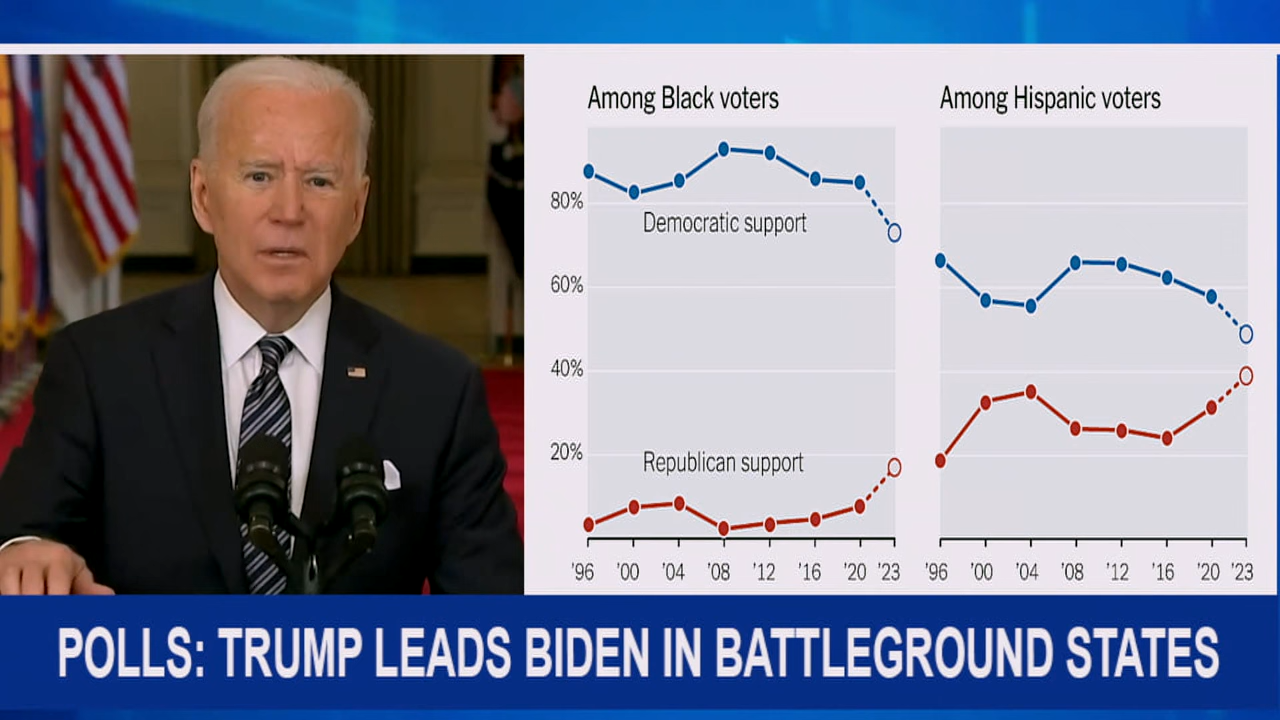 Among Black voters
80%
60%
40%
20%
Democratic support
Republican support
'96 '00 '04 '08 '12 '16 '20 '23
Among Hispanic voters
'96 '00 '04 '08 '12 '16 '20 '23
POLLS: TRUMP LEADS BIDEN IN BATTLEGROUND STATES